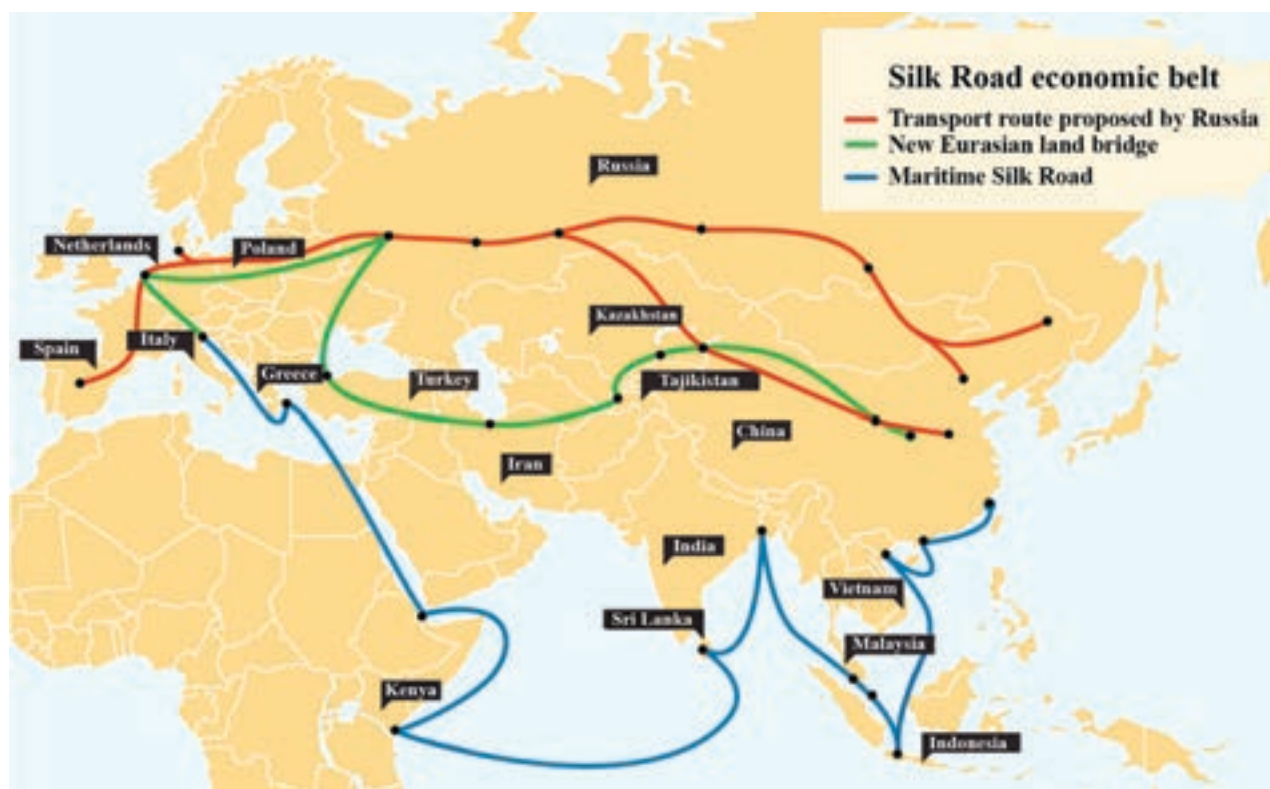 Silk Road economic belt
Transport route proposed by Russia
New Eurasian land bridge
Maritime Silk Road
Russia
Netherlands
Poland
Kazakhstan
Spain
Italy
Greece
Turkey
Tajikistan
China
Iran
India
Vietnam
Sri Lanka
Malaysia
Kenya
Indonesia